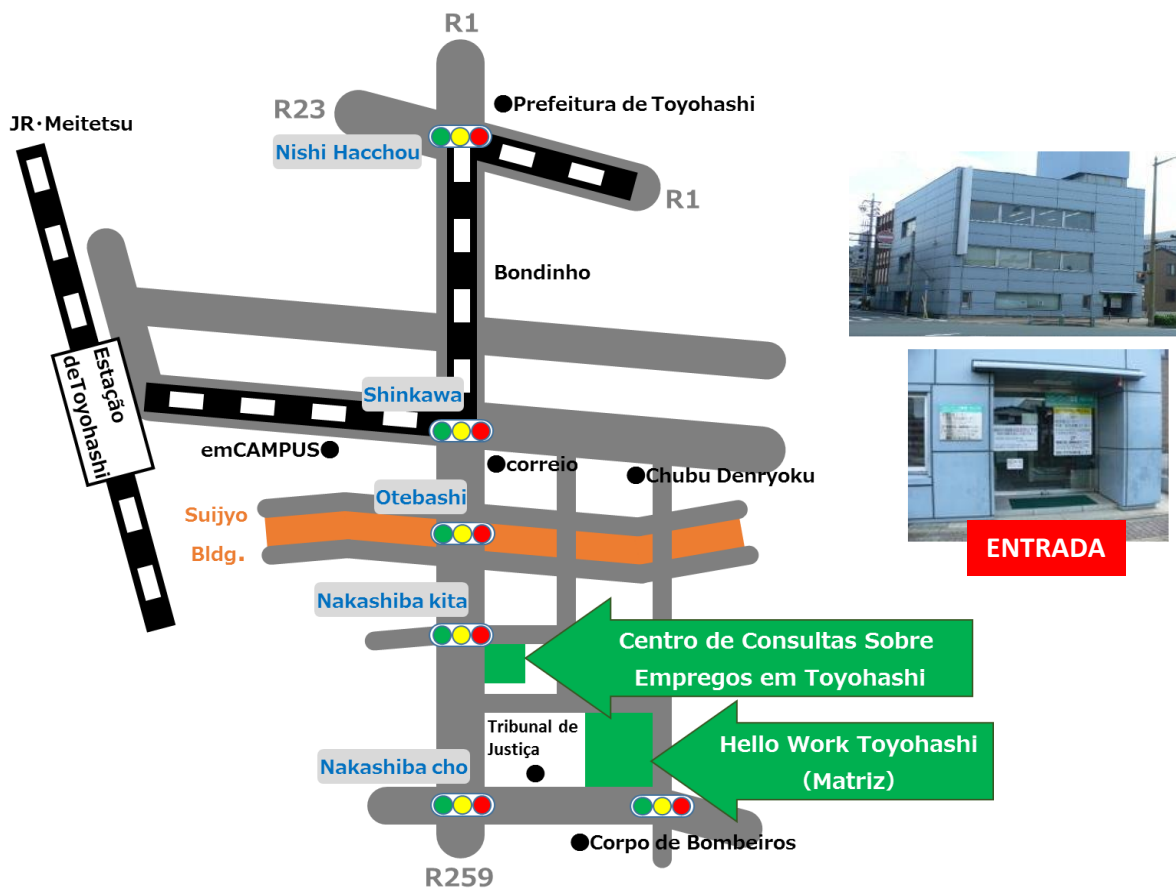 R1
R23
●Prefeitura de Toyohashi
JR・Meitetsu
Nishi Hacchou
R1
Bondinho
Estação
deToyohashi
Shinkawa
emCAMPUS●
●correio
●Chubu Denryoku
Otebashi
Suijyo
Bldg.
ENTRADA
Nakashiba kita
Centro de Consultas Sobre
Empregos em Toyohashi
Tribunal de
Justiça
●
Hello Work Toyohashi
(Matriz)
Nakashiba cho
●Corpo de Bombeiros
R259